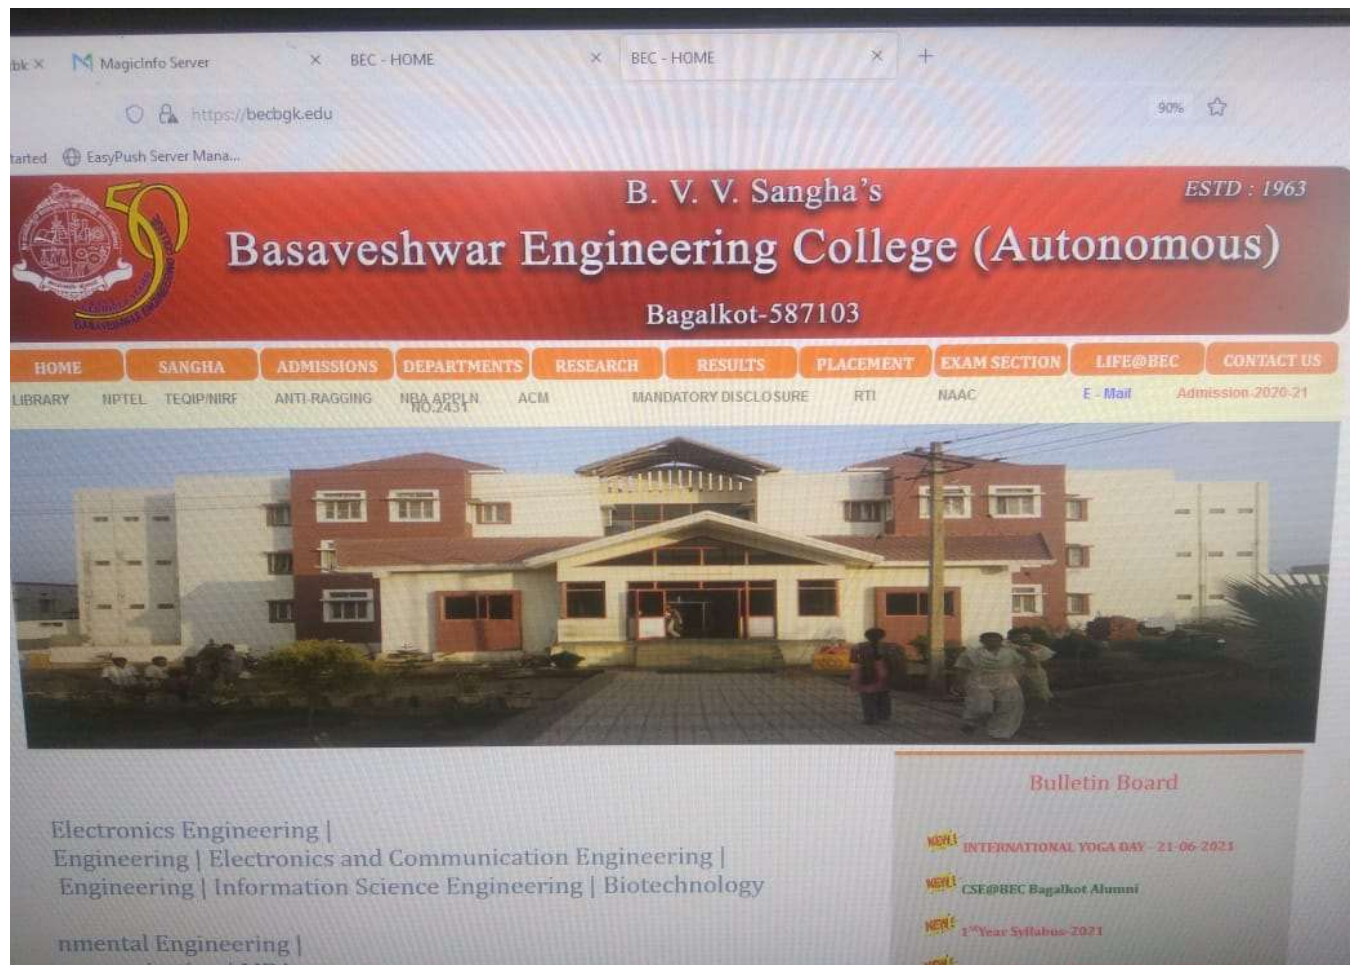 bk × MagicInfo Server × BEC - HOME × BEC - HOME × +
https://becbgk.edu 90%
tarted EasyPush Server Mana...
B. V. V. Sangha's ESTD : 1963
59
Basaveshwar Engineering College (Autonomous)
Bagalkot-587103
HOME SANGHA ADMISSIONS DEPARTMENTS RESEARCH RESULTS PLACEMENT EXAM SECTION LIFE@BEC CONTACT US
LIBRARY NPTEL TEQIP/NIRF ANTI-RAGGING NBA APPLN ACM MANDATORY DISCLOSURE RTI NAAC E - Mail Admission-2020-21
NO:2431
Bulletin Board
Electronics Engineering |
Engineering | Electronics and Communication Engineering |
Engineering | Information Science Engineering | Biotechnology
nmental Engineering |
NEW! INTERNATIONAL YOGA DAY - 21-06-2021
NEW! CSE@BEC Bagalkot Alumni
NEW! 1st Year Syllabus-2021